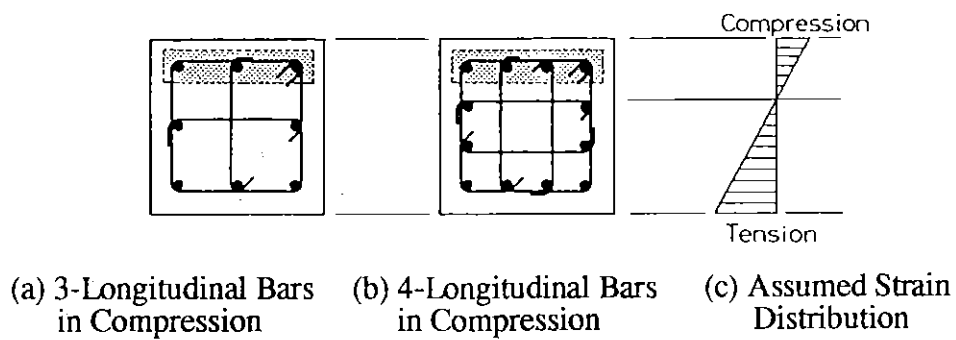 Compression
Tension
(a) 3-Longitudinal Bars
in Compression
(b) 4-Longitudinal Bars
in Compression
(c) Assumed Strain
Distribution